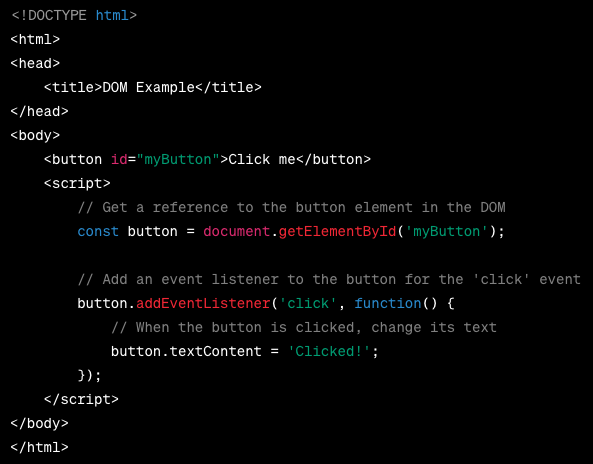 <!DOCTYPE html>
<html>
<head>
    <title>DOM Example</title>
</head>
<body>
    <button id="myButton">Click me</button>
    <script>
        // Get a reference to the button element in the DOM
        const button = document.getElementById('myButton');

        // Add an event listener to the button for the 'click' event
        button.addEventListener('click', function() {
            // When the button is clicked, change its text
            button.textContent = 'Clicked!';
        });
    </script>
</body>
</html>